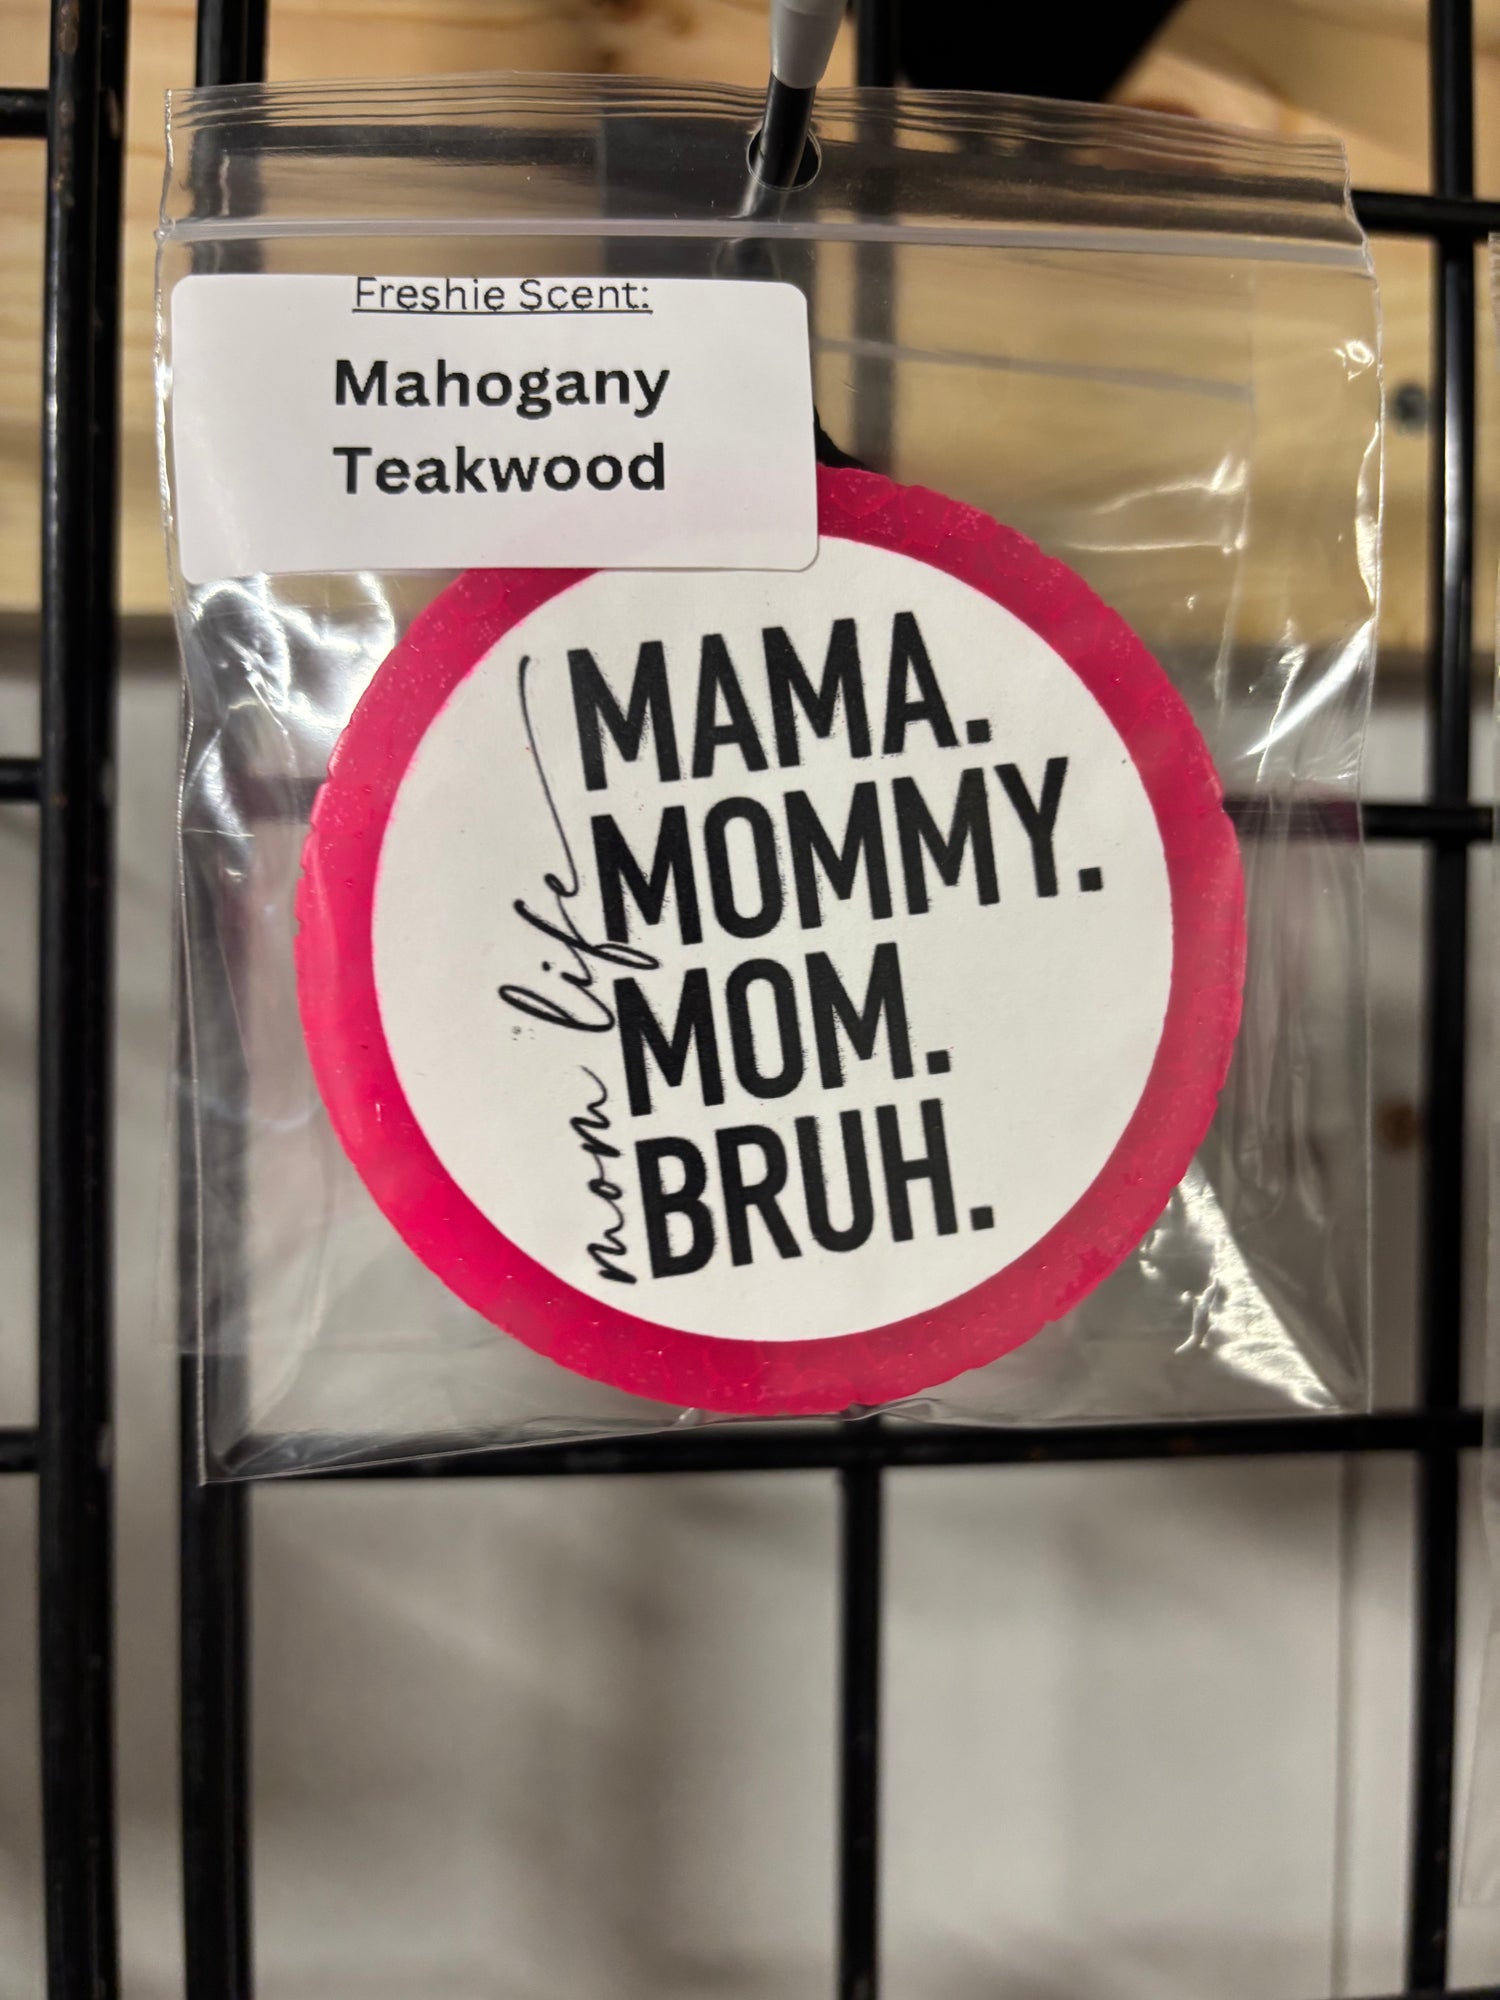 Freshie Scent:
Mahogany
Teakwood
mom life
MAMA.
MOMMY.
MOM.
BRUH.